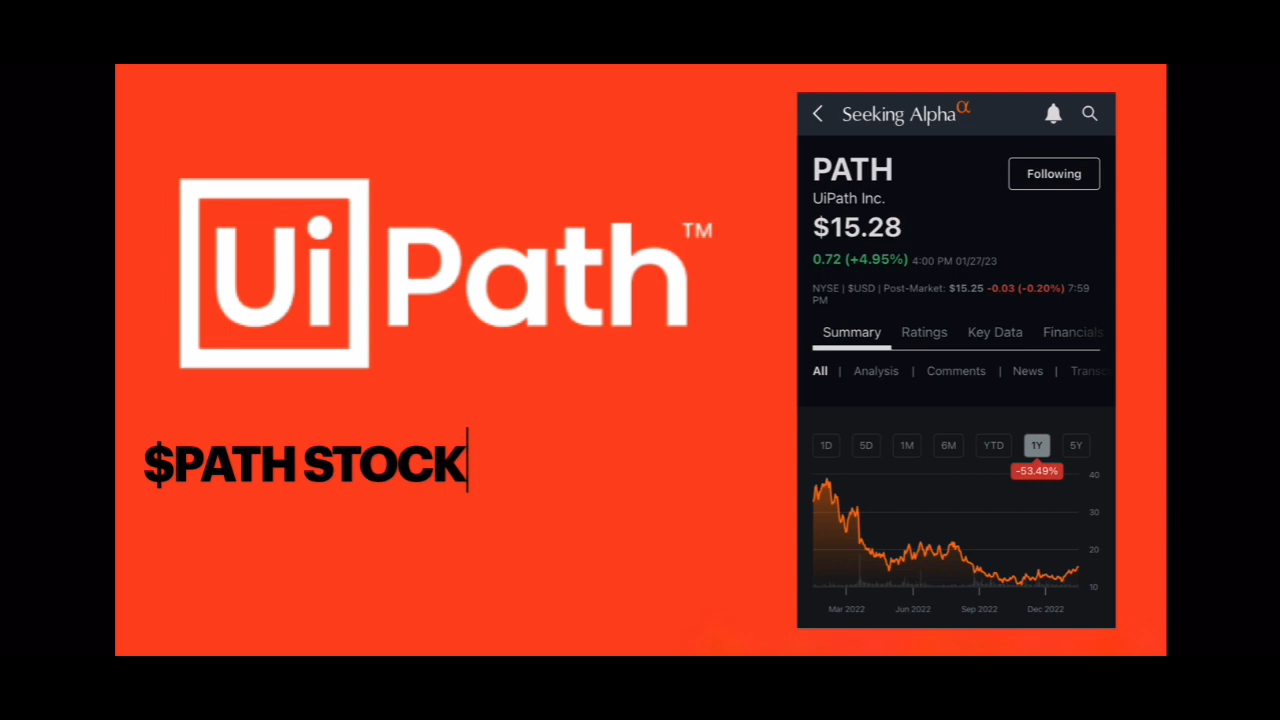 UiPath™
$PATH STOCK
Seeking Alpha α
PATH
Following
UiPath Inc.
$15.28
0.72 (+4.95%) 4:00 PM 01/27/23
NYSE | $USD | Post-Market: $15.25 -0.03 (-0.20%) 7:59
PM
Summary Ratings Key Data Financials
All | Analysis | Comments | News |
1D 5D 1M 6M YTD 1Y 5Y
-53.49%
40
30
20
10
Mar 2022 Jun 2022 Sep 2022 Dec 2022